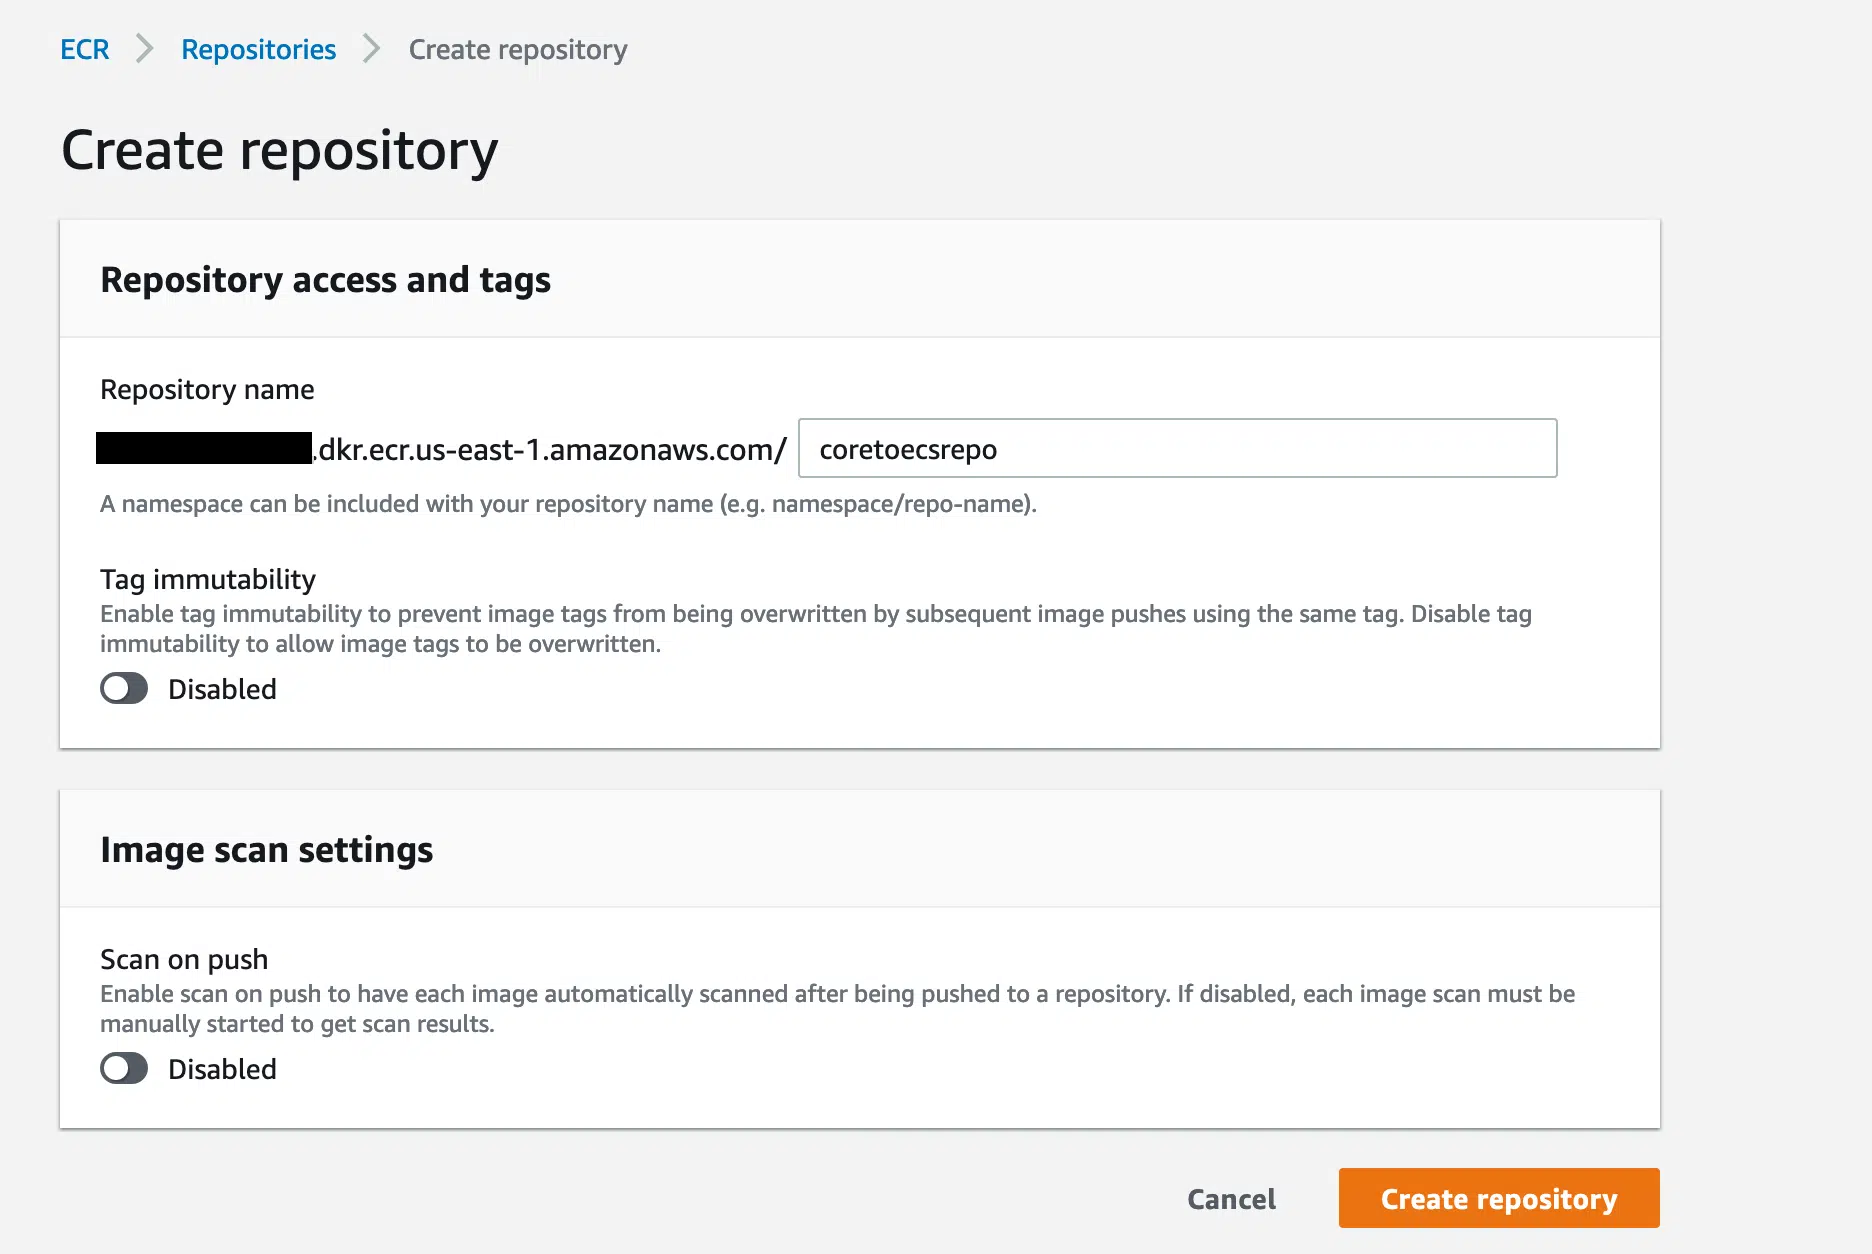 ECR Repositories Create repository
Create repository
Repository access and tags
Repository name
.dkr.ecr.us-east-1.amazonaws.com/ coretoecsrepo
A namespace can be included with your repository name (e.g. namespace/repo-name).
Tag immutability
Enable tag immutability to prevent image tags from being overwritten by subsequent image pushes using the same tag. Disable tag
immutability to allow image tags to be overwritten.
Disabled
Image scan settings
Scan on push
Enable scan on push to have each image automatically scanned after being pushed to a repository. If disabled, each image scan must be
manually started to get scan results.
Disabled
Cancel Create repository